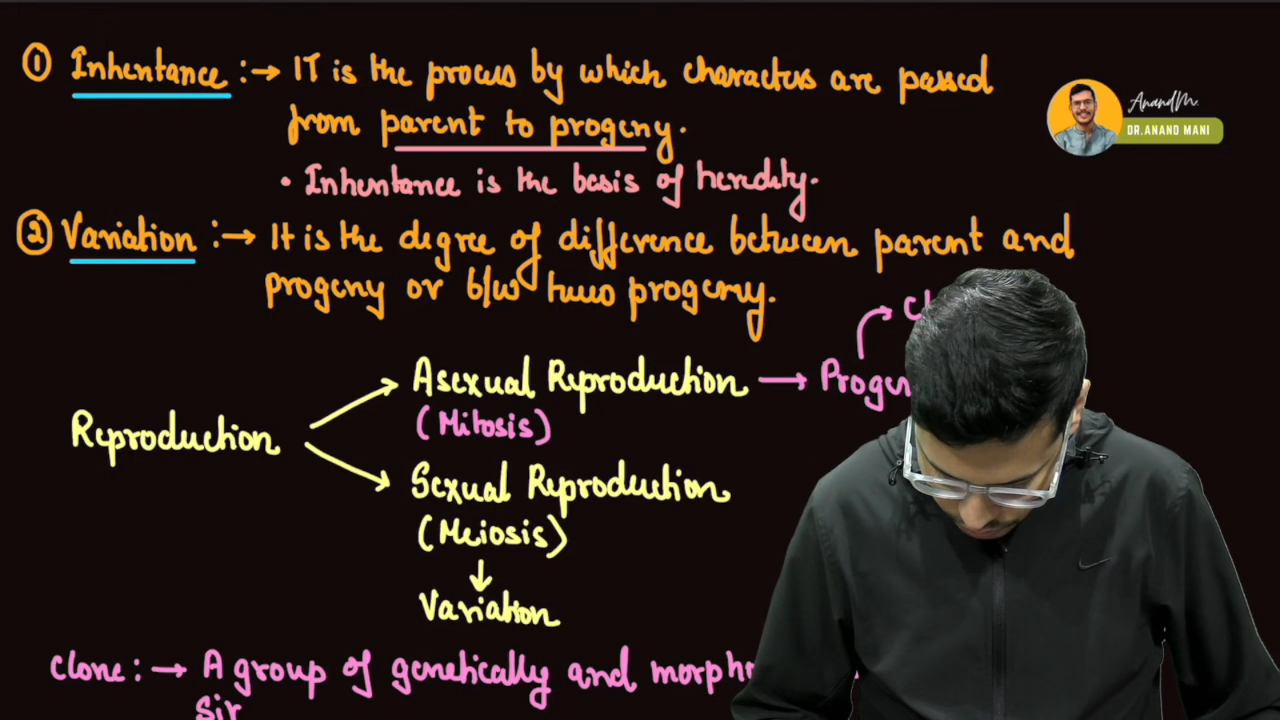 ① Inheritance :→ IT is the process by which characters are passed
from parent to progeny.
• Inheritance is the basis of heredity.
② Variation :→ It is the degree of difference between parent and
progeny or b/w two progeny.
AnandM.
DR.ANAND MANI
Reproduction
Asexual Reproduction →
(Mitosis)
Sexual Reproduction
(Meiosis)
↓
Variation
Clone :→ A group of genetically and